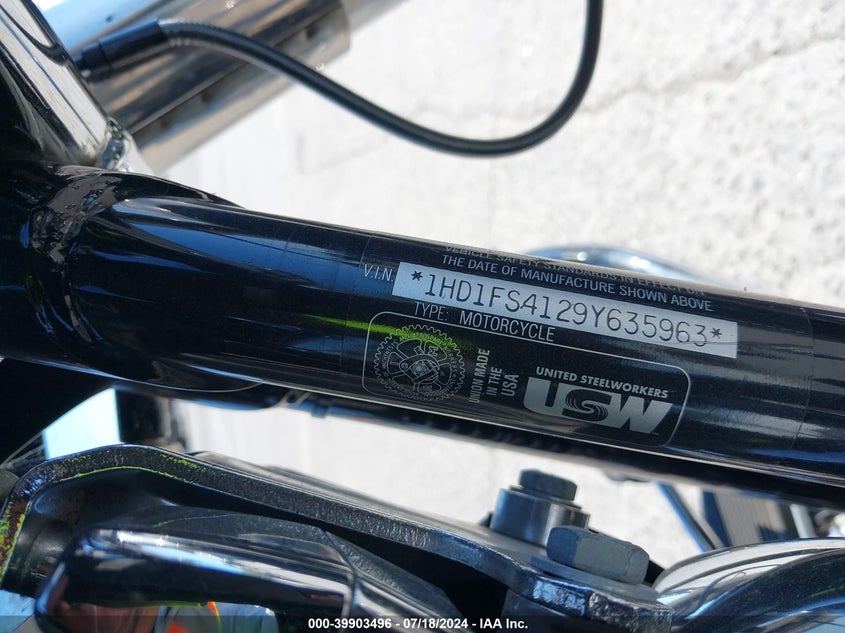 VEHICLE SAFETY STANDARDS IN EFFECT ON
THE DATE OF MANUFACTURE SHOWN ABOVE
V.I.N. *1HD1FS4129Y635963*
TYPE: MOTORCYCLE
UNION MADE
IN THE
USA
UNITED STEELWORKERS
USW
000-39903496 - 07/18/2024 - IAA Inc.